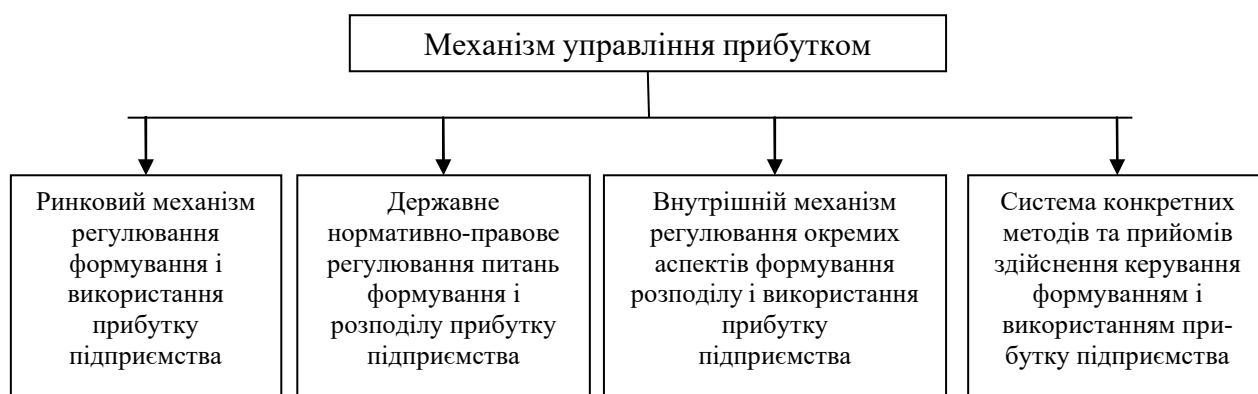 Механізм управління прибутком
Ринковий механізм
регулювання
формування і
використання
прибутку
підприємства
Державне
нормативно-правове
регулювання питань
формування і
розподілу прибутку
підприємства
Внутрішній механізм
регулювання окремих
аспектів формування
розподілу і використання
прибутку
підприємства
Система конкретних
методів та прийомів
здійснення керування
формуванням і
використанням при-
бутку підприємства